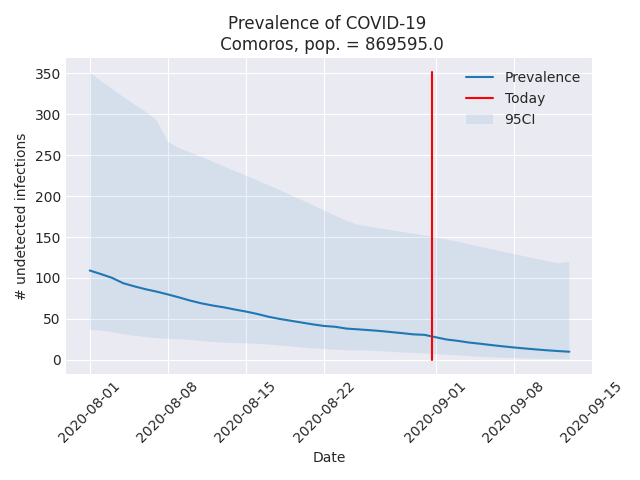 Prevalence of COVID-19
Comoros, pop. = 869595.0
# undetected infections
350
300
250
200
150
100
50
0
Prevalence
Today
95CI
2020-08-01
2020-08-08
2020-08-15
2020-08-22
2020-09-01
2020-09-08
2020-09-15
Date